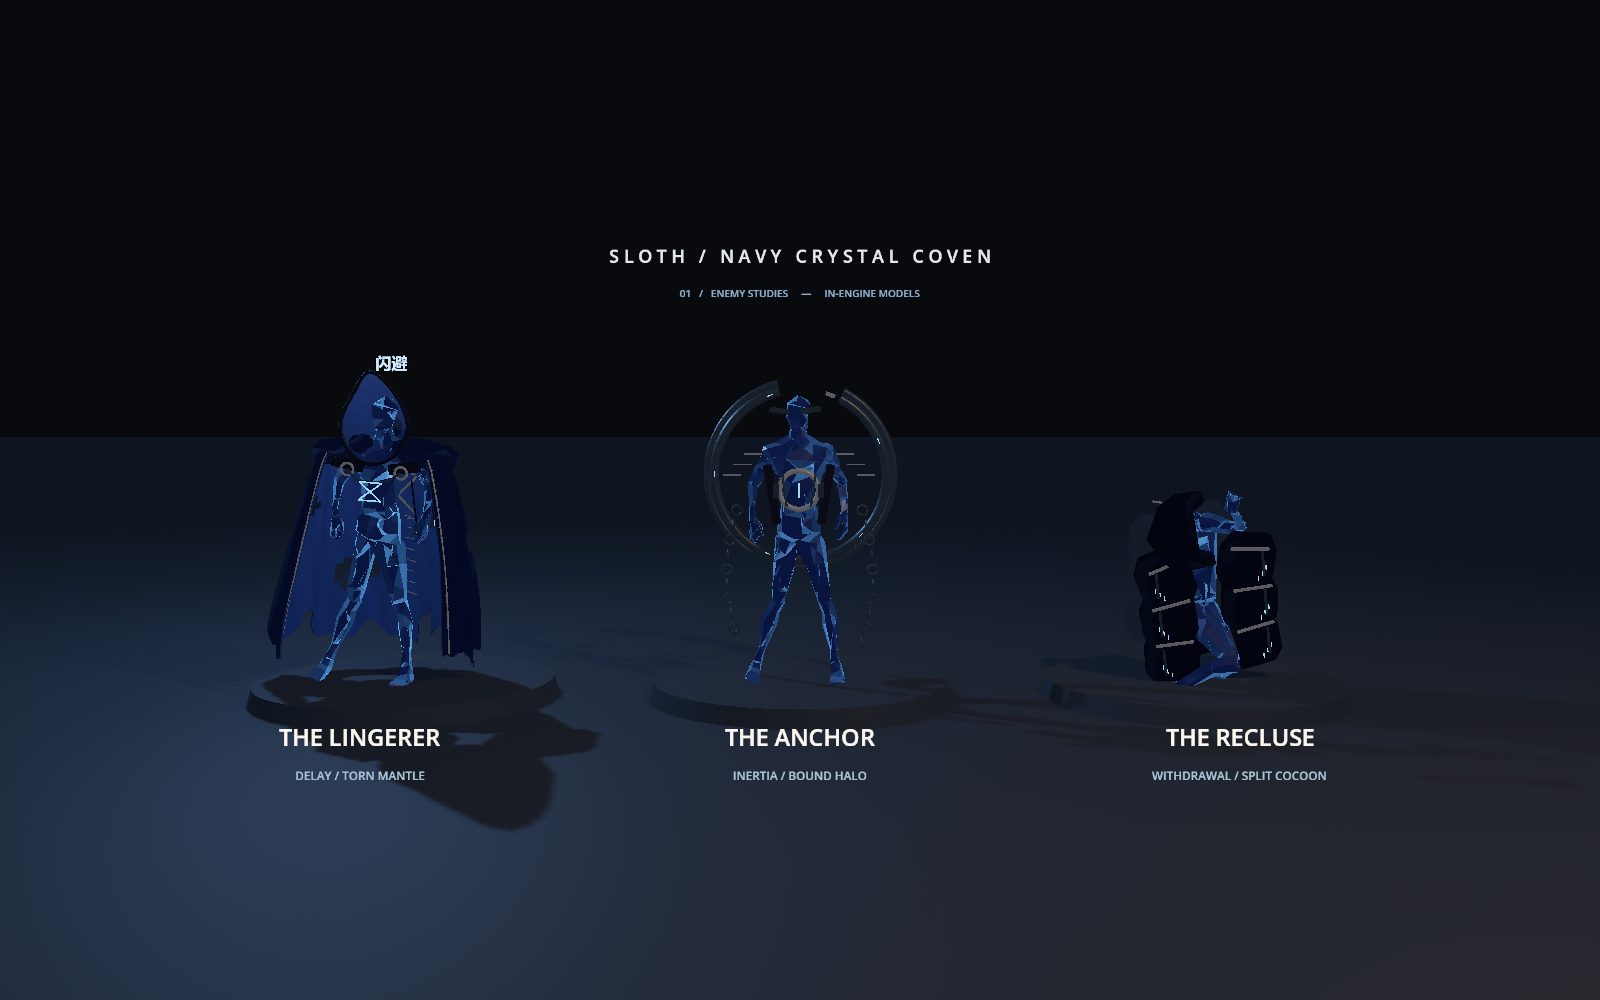 SLOTH / NAVY CRYSTAL COVEN
01 / ENEMY STUDIES — IN-ENGINE MODELS
闪避
THE LINGERER
DELAY / TORN MANTLE
THE ANCHOR
INERTIA / BOUND HALO
THE RECLUSE
WITHDRAWAL / SPLIT COCOON